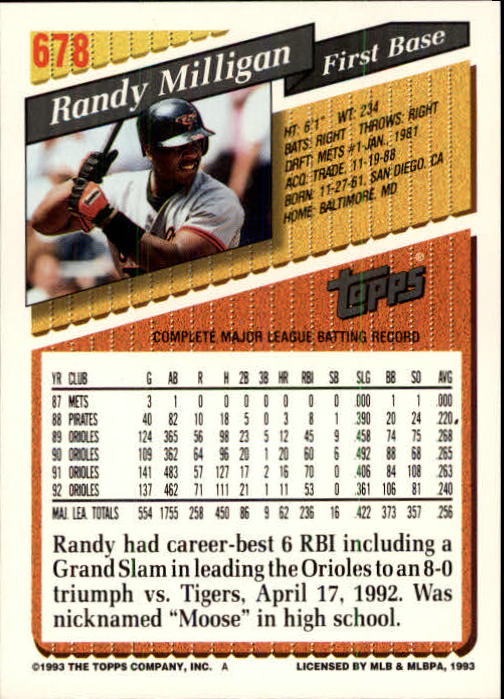 678
Randy Milligan
First Base
HT: 6'1" WT: 234
BATS: RIGHT THROWS: RIGHT
DRFT: METS #1-JAN., 1981
ACQ: TRADE, 11-19-88
BORN: 11-27-61, SAN DIEGO, CA
HOME: BALTIMORE, MD
topps®
COMPLETE MAJOR LEAGUE BATTING RECORD
YR CLUB G AB R H 2B 3B HR RBI SB SLG BB SO AVG
87 METS 3 1 0 0 0 0 0 0 0 .000 1 1 .000
88 PIRATES 40 82 10 18 5 0 3 8 1 .390 20 24 .220
89 ORIOLES 124 365 56 98 23 5 12 45 9 .458 74 75 .268
90 ORIOLES 109 362 64 96 20 1 20 60 6 .492 88 68 .265
91 ORIOLES 141 483 57 127 17 2 16 70 0 .406 84 108 .263
92 ORIOLES 137 462 71 111 21 1 11 53 0 .361 106 81 .240
MAJ. LEA. TOTALS 554 1755 258 450 86 9 62 236 16 .422 373 357 .256
Randy had career-best 6 RBI including a
Grand Slam in leading the Orioles to an 8-0
triumph vs. Tigers, April 17, 1992. Was
nicknamed “Moose” in high school.
©1993 THE TOPPS COMPANY, INC. A
LICENSED BY MLB & MLBPA, 1993